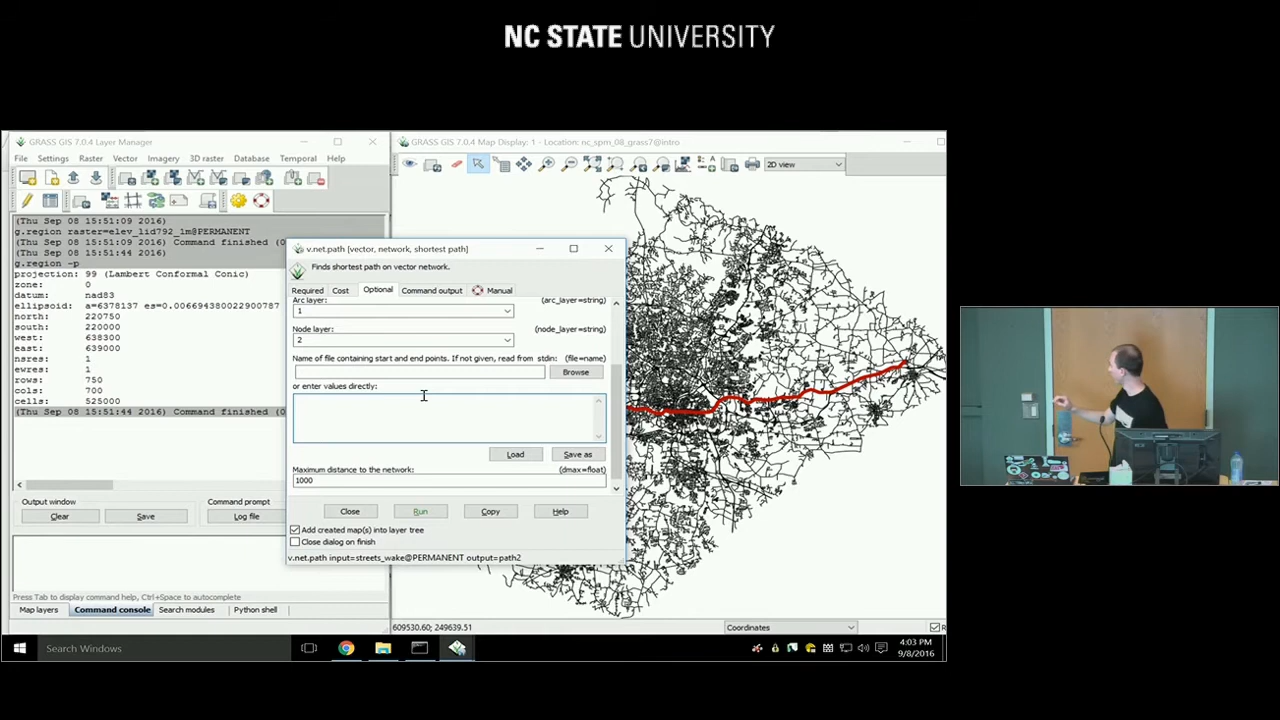 NC STATE UNIVERSITY
GRASS GIS 7.0.4 Layer Manager
File Settings Raster Vector Imagery 3D raster Database Temporal Help
(Thu Sep 08 15:51:09 2016)
g.region raster=elev_lid792_1m@PERMANENT
(Thu Sep 08 15:51:09 2016) Command finished (0
(Thu Sep 08 15:51:44 2016)
g.region -p
projection: 99 (Lambert Conformal Conic)
zone: 0
datum: nad83
ellipsoid: a=6378137 es=0.006694380022900787
north: 220750
south: 220000
west: 638300
east: 639000
nsres: 1
ewres: 1
rows: 750
cols: 700
cells: 525000
(Thu Sep 08 15:51:44 2016) Command finished (0
Output window
Command prompt
Clear
Save
Log file
Press Tab to display command help, Ctrl+Space to autocomplete
Map layers Command console Search modules Python shell
GRASS GIS 7.0.4 Map Display: 1 - Location: nc_spm_08_grass7@intro
2D view
v.net.path [vector, network, shortest path]
Finds shortest path on vector network.
Required Cost Optional Command output Manual
Arc layer: (arc_layer=string)
1
Node layer: (node_layer=string)
2
Name of file containing start and end points. If not given, read from stdin: (file=name)
Browse
or enter values directly:
Load
Save as
Maximum distance to the network: (dmax=float)
1000
Close
Run
Copy
Help
Add created map(s) into layer tree
Close dialog on finish
v.net.path input=streets_wake@PERMANENT output=path2
609530.60; 249639.51
Coordinates
Search Windows
4:03 PM
9/8/2016